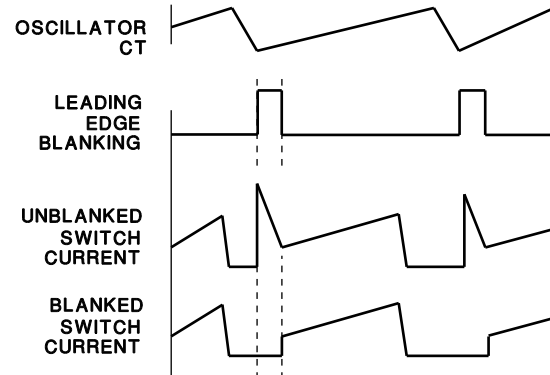 OSCILLATOR
CT
LEADING
EDGE
BLANKING
UNBLANKED
SWITCH
CURRENT
BLANKED
SWITCH
CURRENT